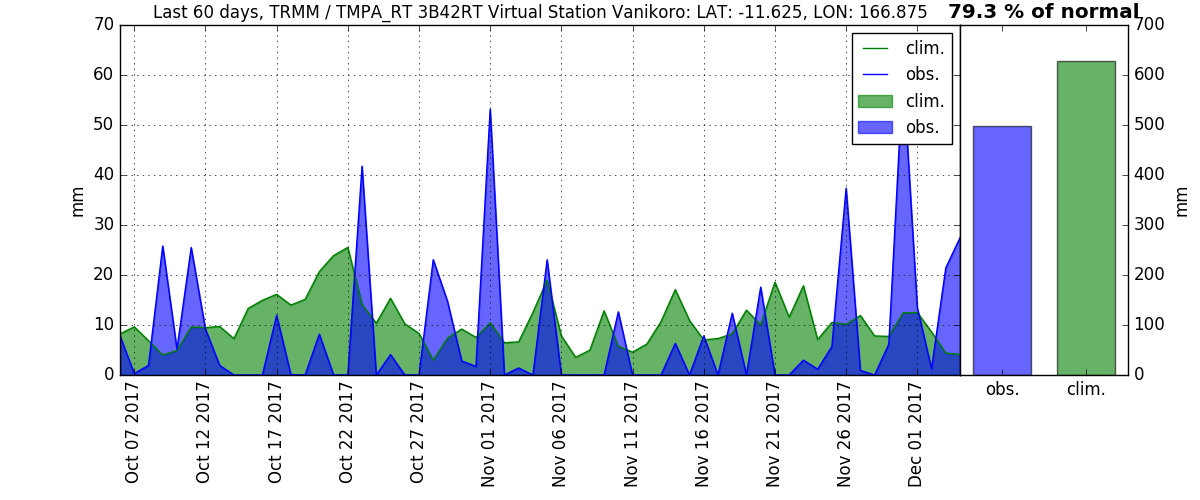 Last 60 days, TRMM / TMPA_RT 3B42RT Virtual Station Vanikoro: LAT: -11.625, LON: 166.875
79.3 % of normal
70
60
50
40
30
20
10
0
mm
clim.
obs.
clim.
obs.
700
600
500
400
300
200
100
0
mm
Oct 07 2017
Oct 12 2017
Oct 17 2017
Oct 22 2017
Oct 27 2017
Nov 01 2017
Nov 06 2017
Nov 11 2017
Nov 16 2017
Nov 21 2017
Nov 26 2017
Dec 01 2017
obs.
clim.